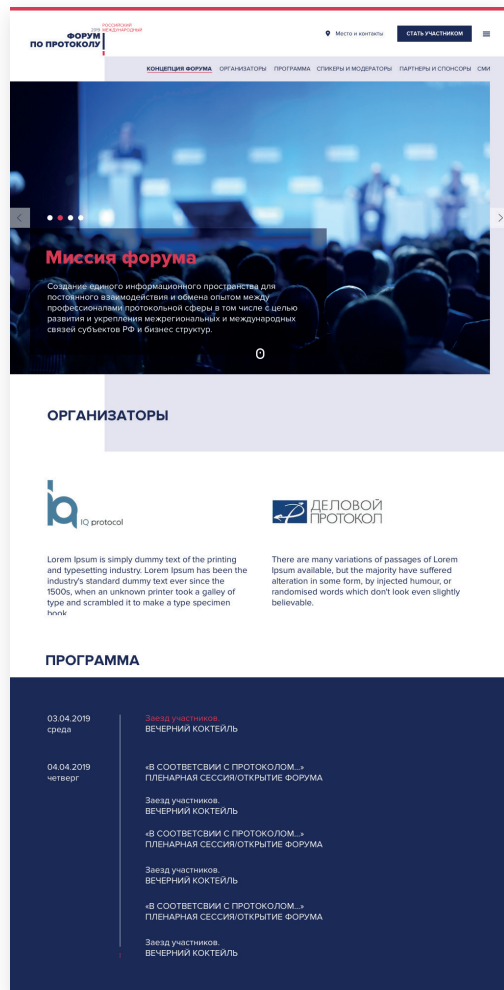 РОССИЙСКИЙ
2019 МЕЖДУНАРОДНЫЙ
ФОРУМ
ПО ПРОТОКОЛУ
Место и контакты
СТАТЬ УЧАСТНИКОМ
КОНЦЕПЦИЯ ФОРУМА ОРГАНИЗАТОРЫ ПРОГРАММА СПИКЕРЫ И МОДЕРАТОРЫ ПАРТНЕРЫ И СПОНСОРЫ СМИ
Миссия форума
Создание единого информационного пространства для
постоянного взаимодействия и обмена опытом между
профессионалами протокольной сферы в том числе с целью
развития и укрепления межрегиональных и международных
связей субъектов РФ и бизнес структур.
ОРГАНИЗАТОРЫ
iq IQ protocol
ДЕЛОВОЙ
ПРОТОКОЛ
Lorem Ipsum is simply dummy text of the printing
and typesetting industry. Lorem Ipsum has been the
industry's standard dummy text ever since the
1500s, when an unknown printer took a galley of
type and scrambled it to make a type specimen
book
There are many variations of passages of Lorem
Ipsum available, but the majority have suffered
alteration in some form, by injected humour, or
randomised words which don't look even slightly
believable.
ПРОГРАММА
03.04.2019
среда
Заезд участников.
ВЕЧЕРНИЙ КОКТЕЙЛЬ
04.04.2019
четверг
«В СООТВЕТСВИИ С ПРОТОКОЛОМ...»
ПЛЕНАРНАЯ СЕССИЯ/ОТКРЫТИЕ ФОРУМА
Заезд участников.
ВЕЧЕРНИЙ КОКТЕЙЛЬ
«В СООТВЕТСВИИ С ПРОТОКОЛОМ...»
ПЛЕНАРНАЯ СЕССИЯ/ОТКРЫТИЕ ФОРУМА
Заезд участников.
ВЕЧЕРНИЙ КОКТЕЙЛЬ
«В СООТВЕТСВИИ С ПРОТОКОЛОМ...»
ПЛЕНАРНАЯ СЕССИЯ/ОТКРЫТИЕ ФОРУМА
Заезд участников.
ВЕЧЕРНИЙ КОКТЕЙЛЬ